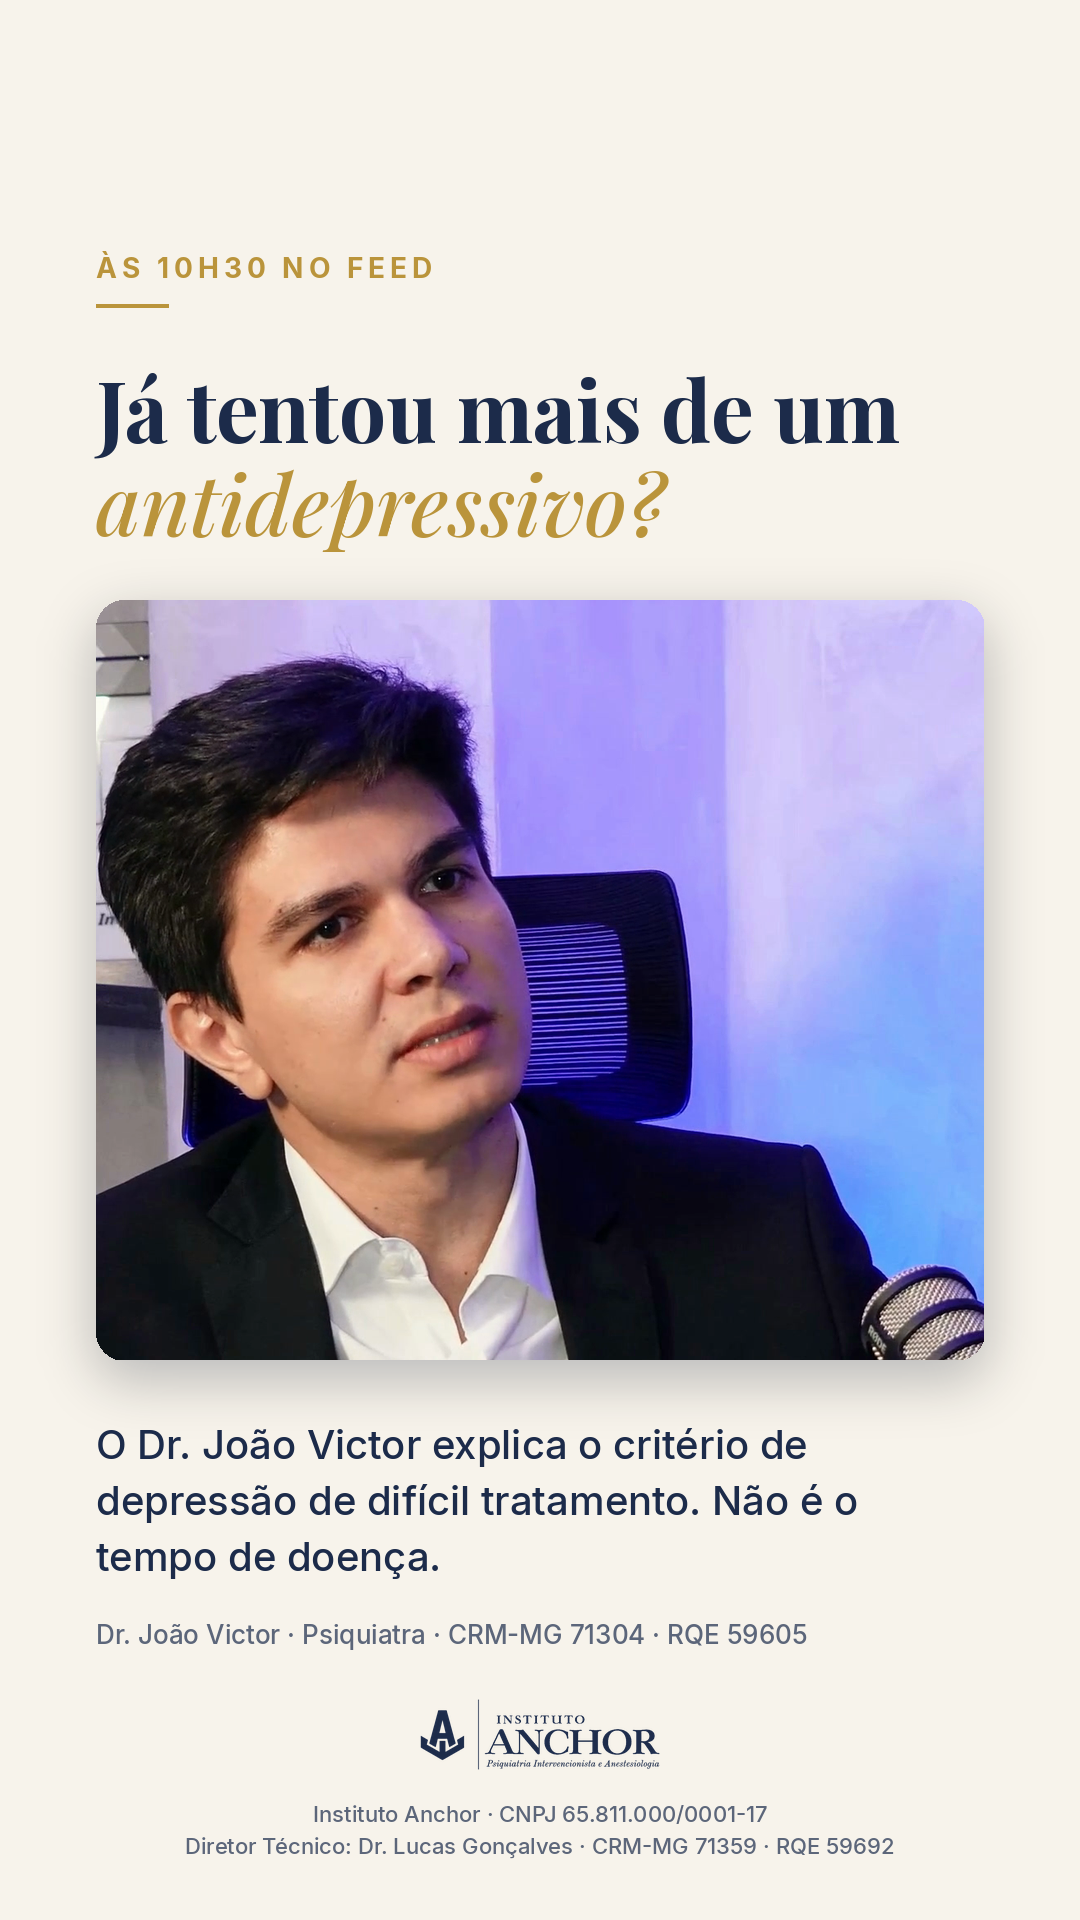 ÀS 10H30 NO FEED
Já tentou mais de um
antidepressivo?
In
O Dr. João Victor explica o critério de
depressão de difícil tratamento. Não é o
tempo de doença.
Dr. João Victor · Psiquiatra · CRM-MG 71304 · RQE 59605
INSTITUTO
ANCHOR
Psiquiatria Intervencionista e Anestesiologia
Instituto Anchor · CNPJ 65.811.000/0001-17
Diretor Técnico: Dr. Lucas Gonçalves · CRM-MG 71359 · RQE 59692